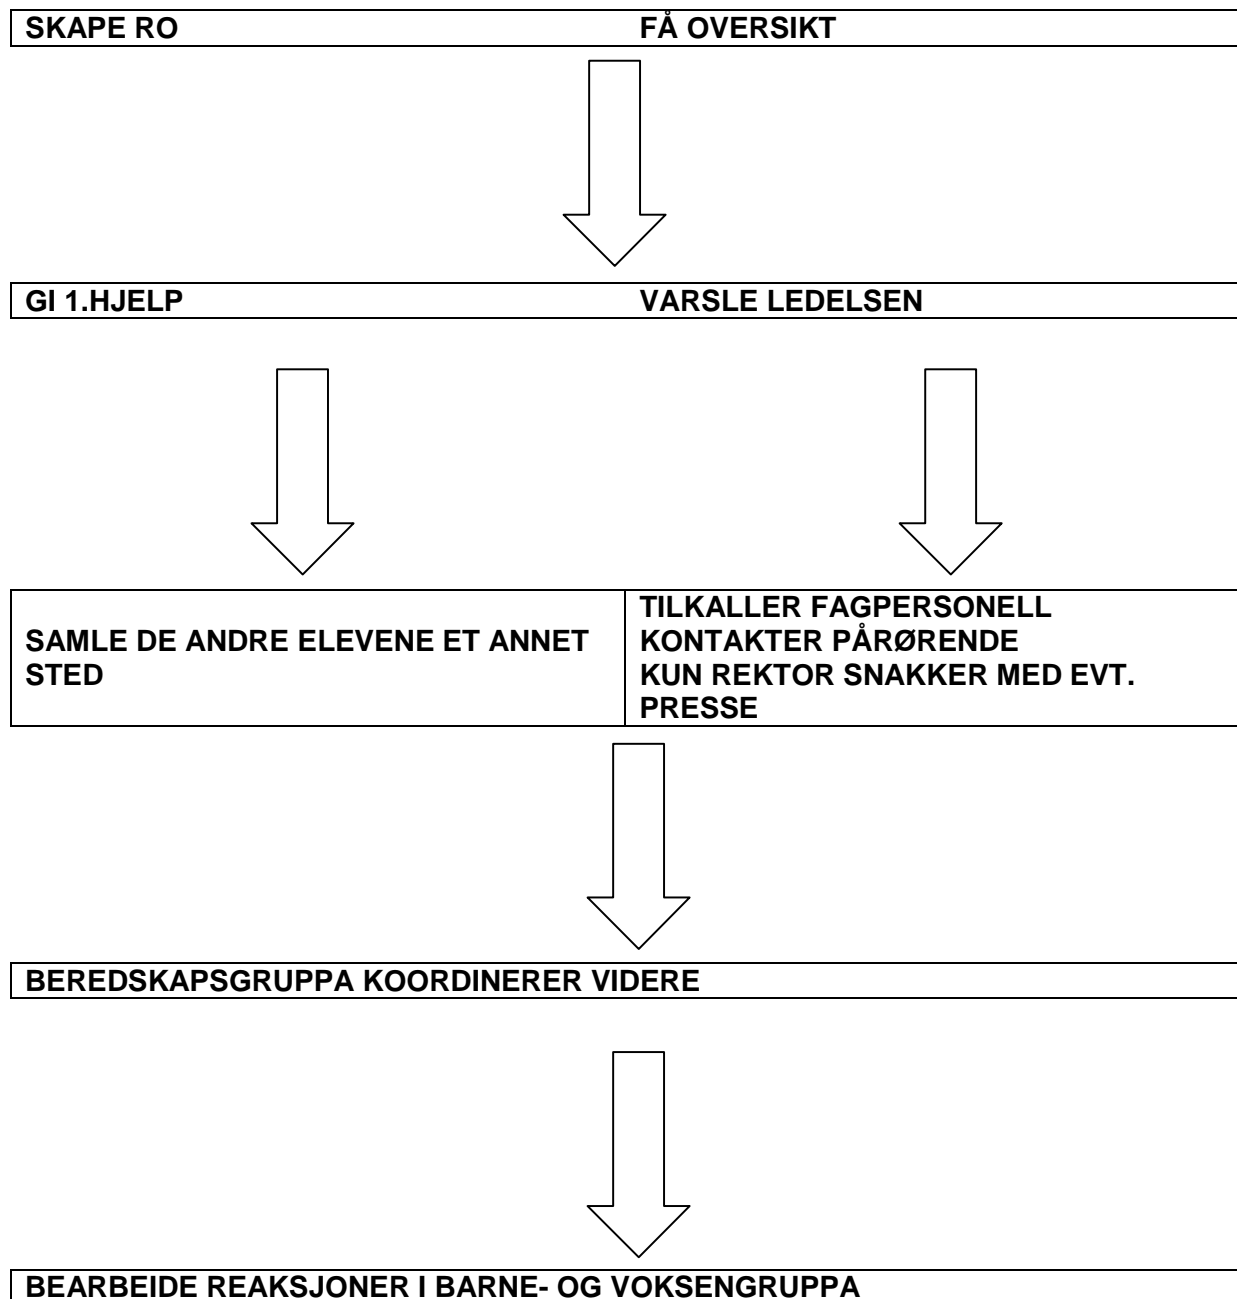 SKAPE RO FÅ OVERSIKT
GI 1.HJELP VARSLE LEDELSEN
SAMLE DE ANDRE ELEVENE ET ANNET
STED
TILKALLER FAGPERSONELL
KONTAKTER PÅRØRENDE
KUN REKTOR SNAKKER MED EVT.
PRESSE
BEREDSKAPSGRUPPA KOORDINERER VIDERE
BEARBEIDE REAKSJONER I BARNE- OG VOKSENGRUPPA